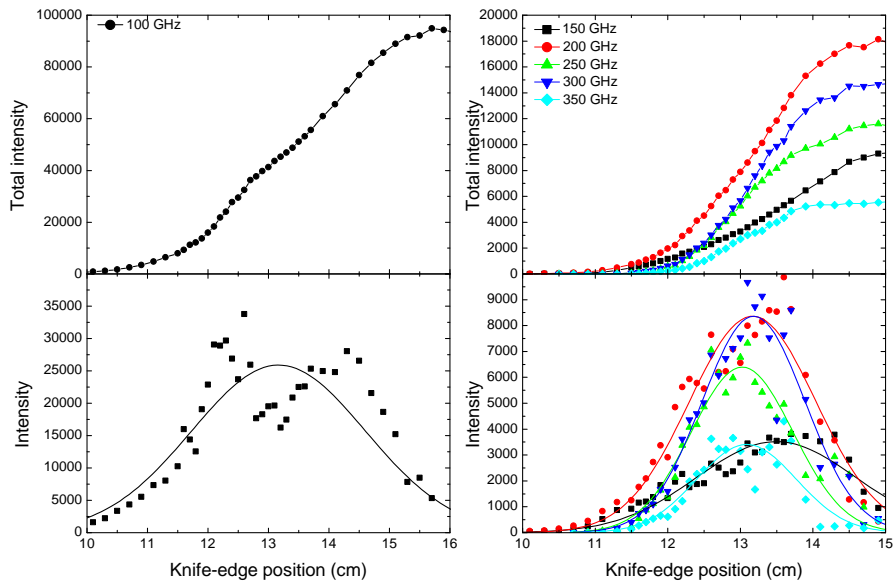 100 GHz
100000
80000
60000
40000
20000
0
Total intensity
150 GHz
200 GHz
250 GHz
300 GHz
350 GHz
20000
18000
16000
14000
12000
10000
8000
6000
4000
2000
0
Total intensity
35000
30000
25000
20000
15000
10000
5000
0
Intensity
10 11 12 13 14 15 16
Knife-edge position (cm)
9000
8000
7000
6000
5000
4000
3000
2000
1000
0
Intensity
10 11 12 13 14 15
Knife-edge position (cm)